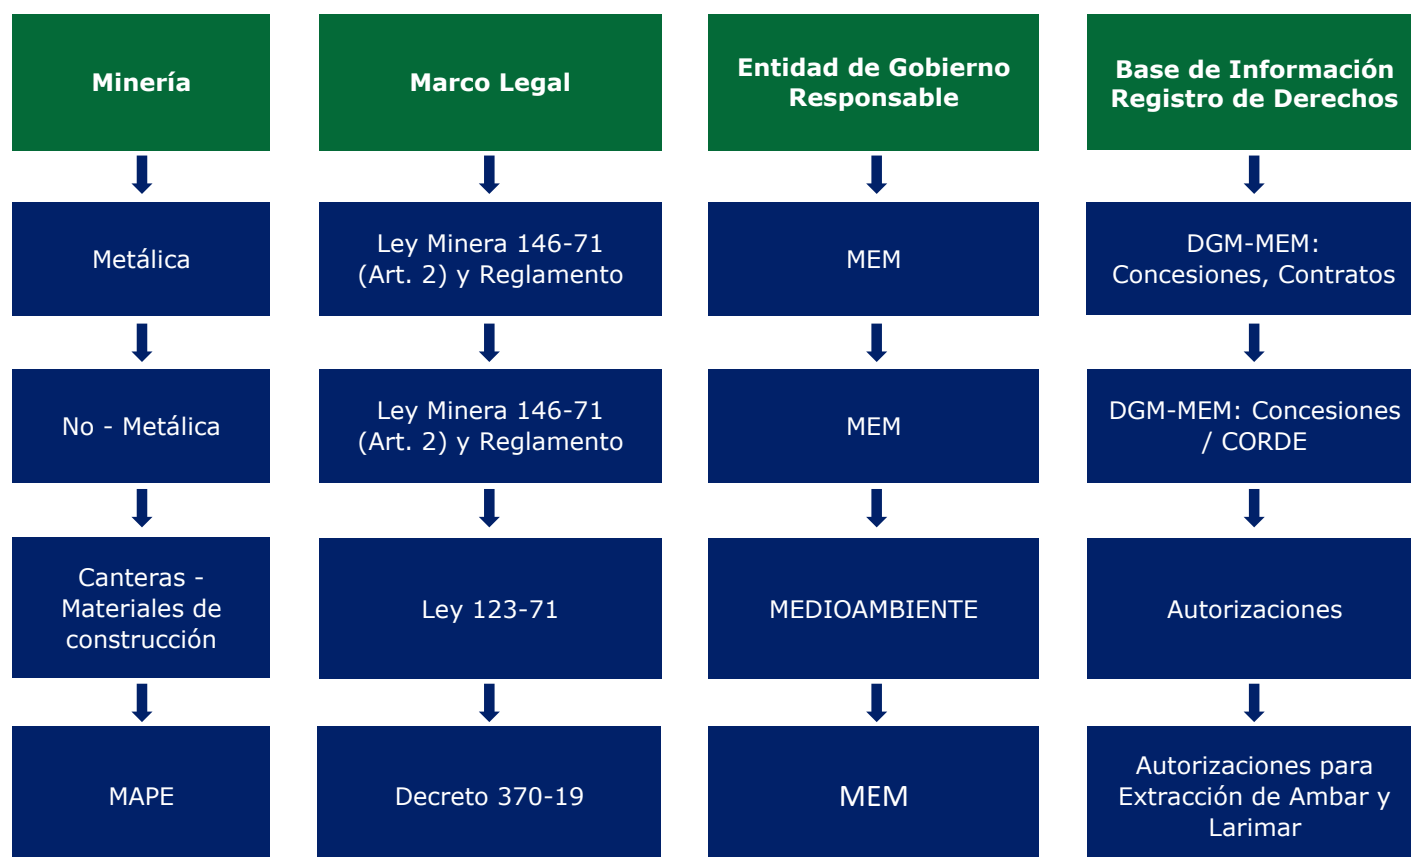 Minería
Marco Legal
Entidad de Gobierno
Responsable
Base de Información
Registro de Derechos
Metálica
Ley Minera 146-71
(Art. 2) y Reglamento
MEM
DGM-MEM:
Concesiones, Contratos
No - Metálica
Ley Minera 146-71
(Art. 2) y Reglamento
MEM
DGM-MEM: Concesiones
/ CORDE
Canteras -
Materiales de
construcción
Ley 123-71
MEDIOAMBIENTE
Autorizaciones
MAPE
Decreto 370-19
MEM
Autorizaciones para
Extracción de Ambar y
Larimar